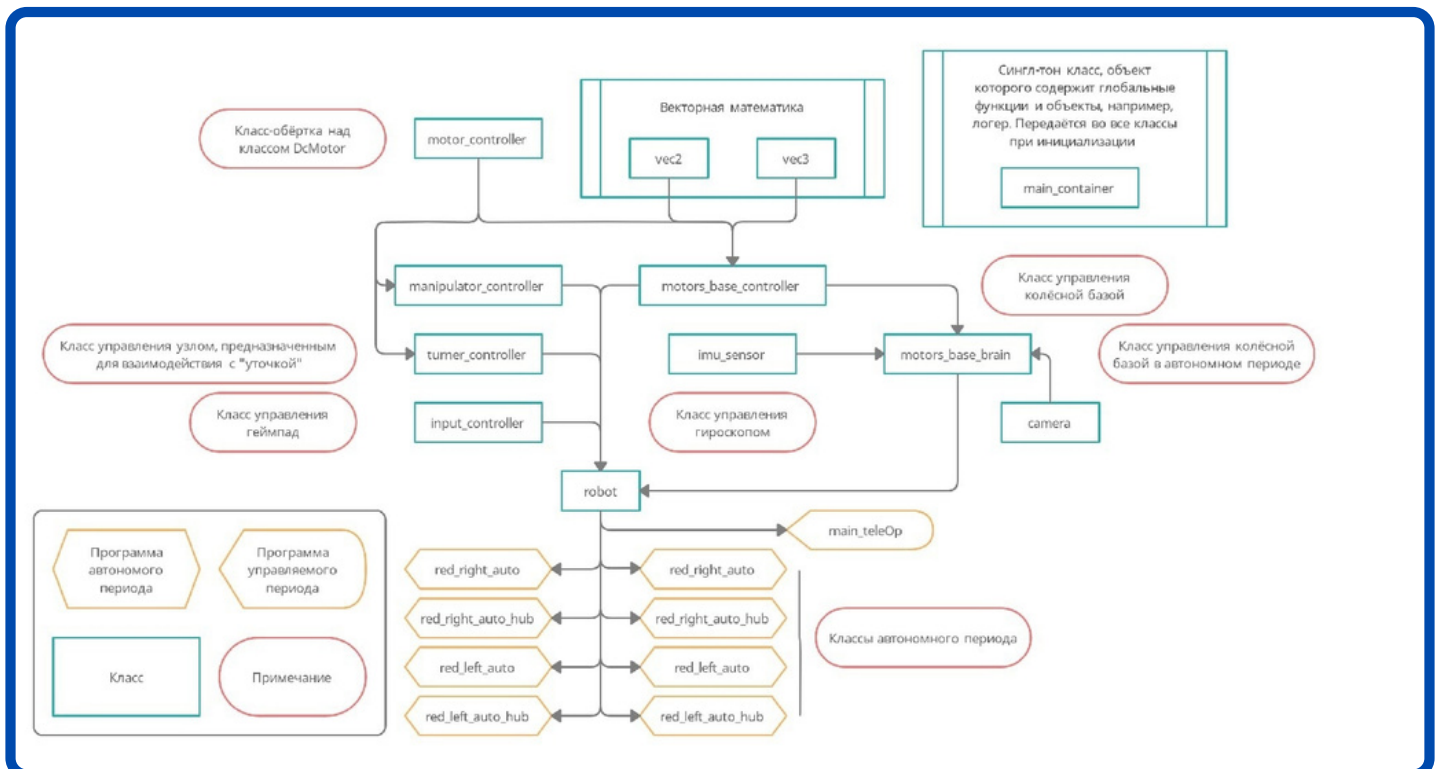 Сингл-тон класс, объект
которого содержит глобальные
функции и объекты, например,
логер. Передаётся во все классы
при инициализации
main_container
Векторная математика
vec2
vec3
Класс-обёртка над
классом DcMotor
motor_controller
manipulator_controller
motors_base_controller
Класс управления
колёсной базой
Класс управления узлом, предназначенным
для взаимодействия с "уточкой"
turner_controller
imu_sensor
motors_base_brain
Класс управления колёсной
базой в автономном периоде
Класс управления
геймпад
input_controller
Класс управления
гироскопом
camera
robot
main_teleOp
Программа
автономого
периода
Программа
управляемого
периода
Класс
Примечание
red_right_auto
red_right_auto
red_right_auto_hub
red_right_auto_hub
red_left_auto
red_left_auto
red_left_auto_hub
red_left_auto_hub
Классы автономного периода